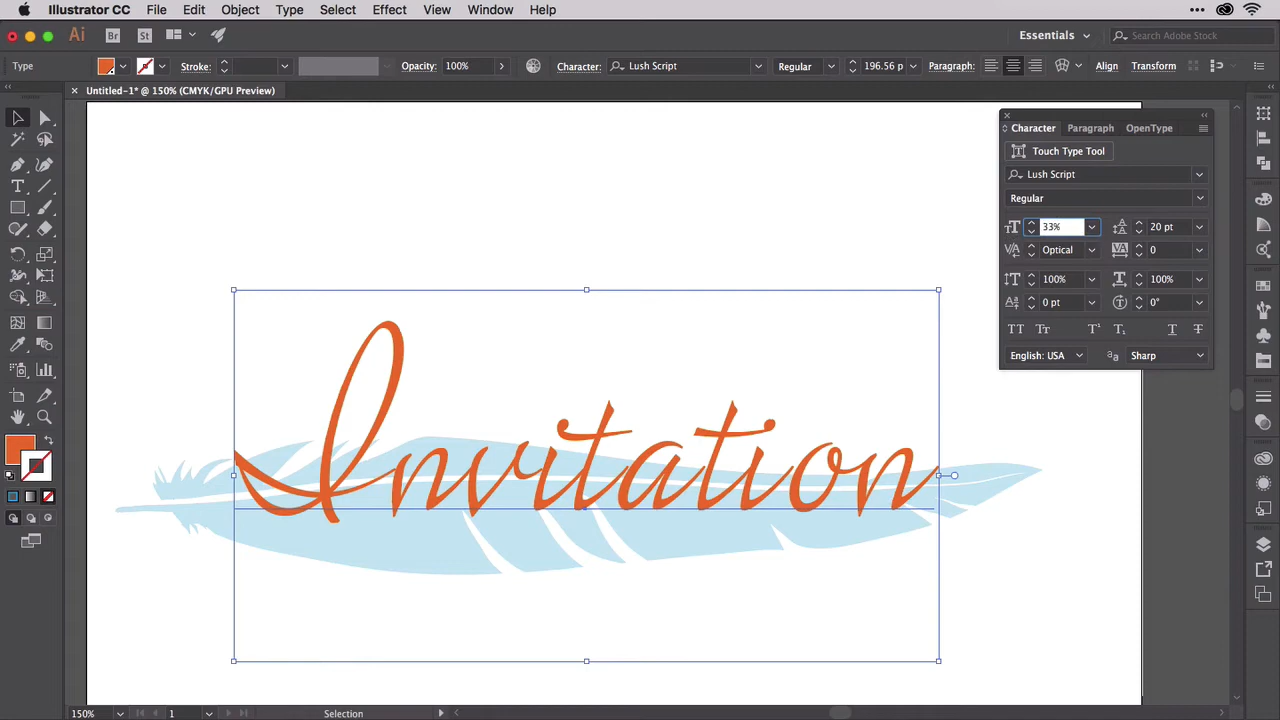 Illustrator CC File Edit Object Type Select Effect View Window Help
Ai Br St Essentials Search Adobe Stock
Type Stroke: Opacity: 100% Character: Lush Script Regular 196.56 p Paragraph: Align Transform
Untitled-1* @ 150% (CMYK/GPU Preview)
Character Paragraph OpenType
Touch Type Tool
Lush Script
Regular
33% 20 pt
Optical 0
100% 100%
0 pt 0°
English: USA Sharp
Invitation
150% 1 Selection